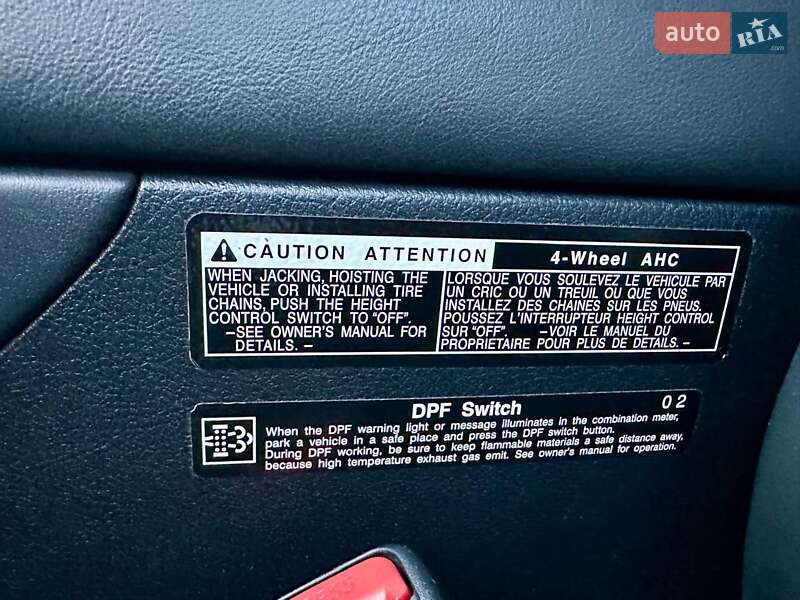 auto RIA .com
CAUTION ATTENTION 4-Wheel AHC
WHEN JACKING, HOISTING THE
VEHICLE OR INSTALLING TIRE
CHAINS, PUSH THE HEIGHT
CONTROL SWITCH TO "OFF".
–SEE OWNER'S MANUAL FOR
DETAILS. –
LORSQUE VOUS SOULEVEZ LE VEHICULE PAR
UN CRIC OU UN TREUIL OU QUE VOUS
INSTALLEZ DES CHAINES SUR LES PNEUS.
POUSSEZ L'INTERRUPTEUR HEIGHT CONTROL
SUR "OFF". –VOIR LE MANUEL DU
PROPRIETAIRE POUR PLUS DE DETAILS. –
DPF Switch 02
When the DPF warning light or message illuminates in the combination meter,
park a vehicle in a safe place and press the DPF switch button.
During DPF working, be sure to keep flammable materials a safe distance away,
because high temperature exhaust gas emit. See owner's manual for operation.